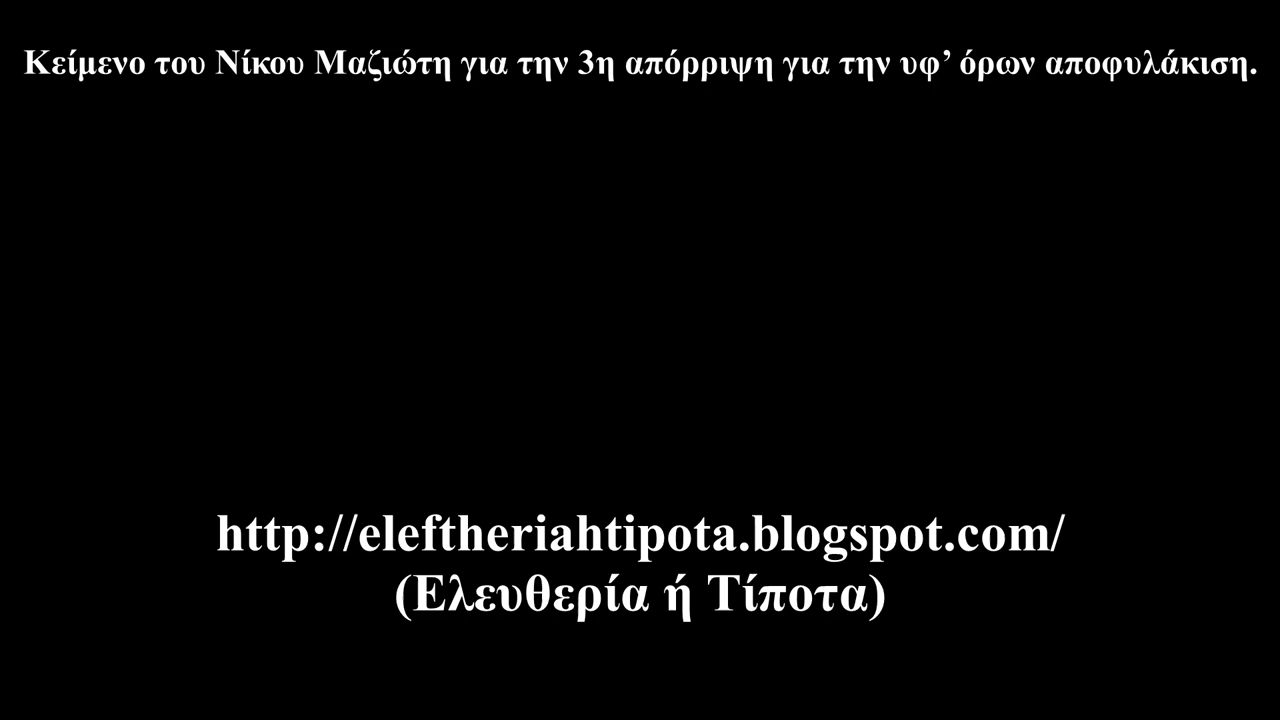 Κείμενο του Νίκου Μαζιώτη για την 3η απόρριψη για την υφ’ όρων αποφυλάκιση.
http://eleftheriahtipota.blogspot.com/
(Ελευθερία ή Τίποτα)